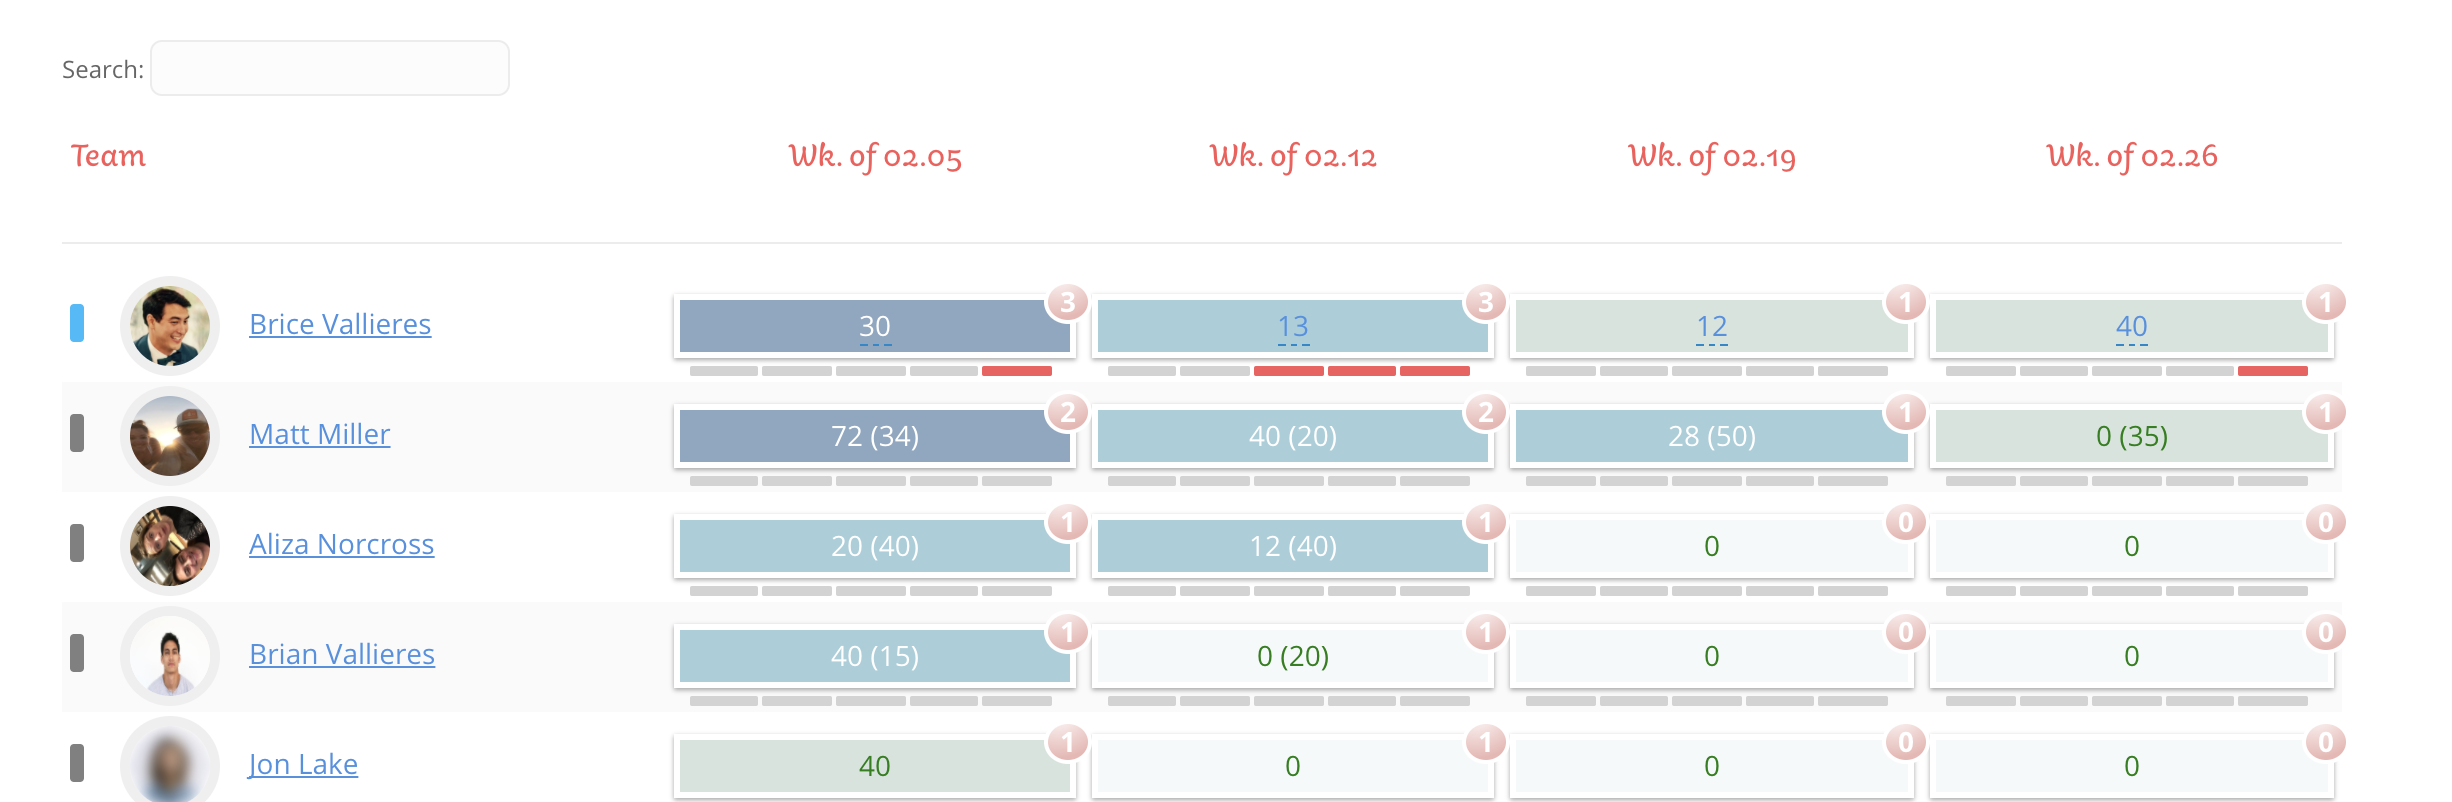 Search:
Team Wk. of 02.05 Wk. of 02.12 Wk. of 02.19 Wk. of 02.26
Brice Vallieres 30 3 13 3 12 1 40 1
Matt Miller 72 (34) 2 40 (20) 2 28 (50) 1 0 (35) 1
Aliza Norcross 20 (40) 1 12 (40) 1 0 0 0 0
Brian Vallieres 40 (15) 1 0 (20) 1 0 0 0 0
Jon Lake 40 1 0 1 0 0 0 0